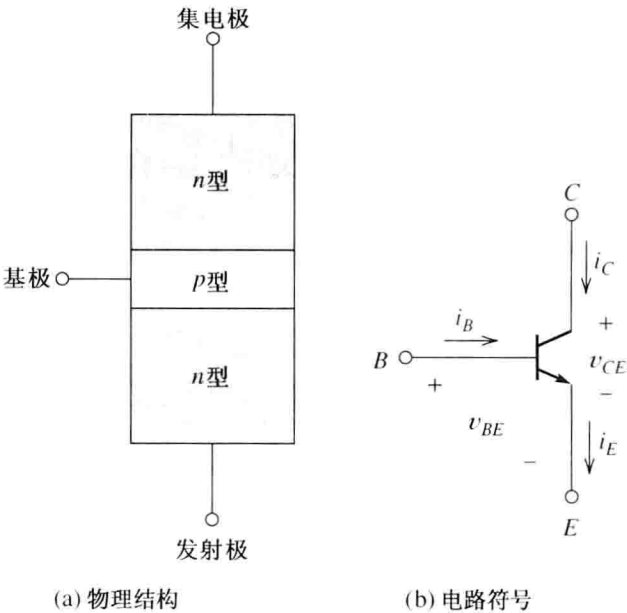 集电极
n型
基极
p型
n型
发射极
(a) 物理结构
C
i_C
+
v_CE
−
i_B
B
+
v_BE
−
i_E
E
(b) 电路符号